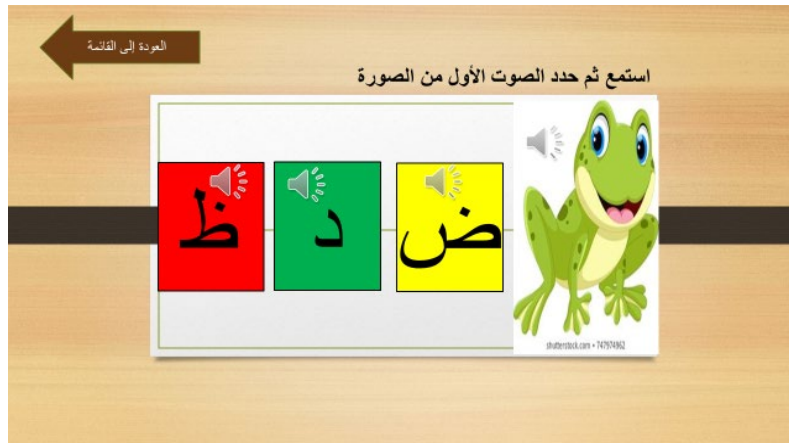 العودة إلى القائمة
استمع ثم حدد الصوت الأول من الصورة
ض د ظ
shutterstock.com • 747974962